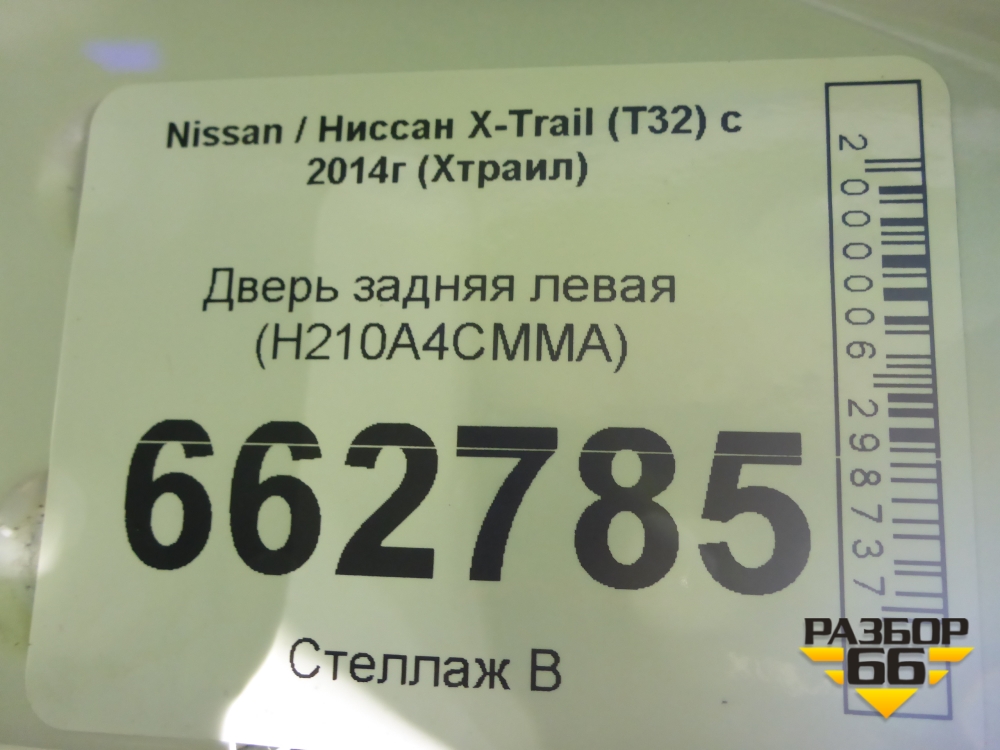 Nissan / Ниссан X-Trail (T32) с
2014г (Хтраил)
Дверь задняя левая
(H210A4CMMA)
662785
Стеллаж B
2000006298737
РАЗБОР
66